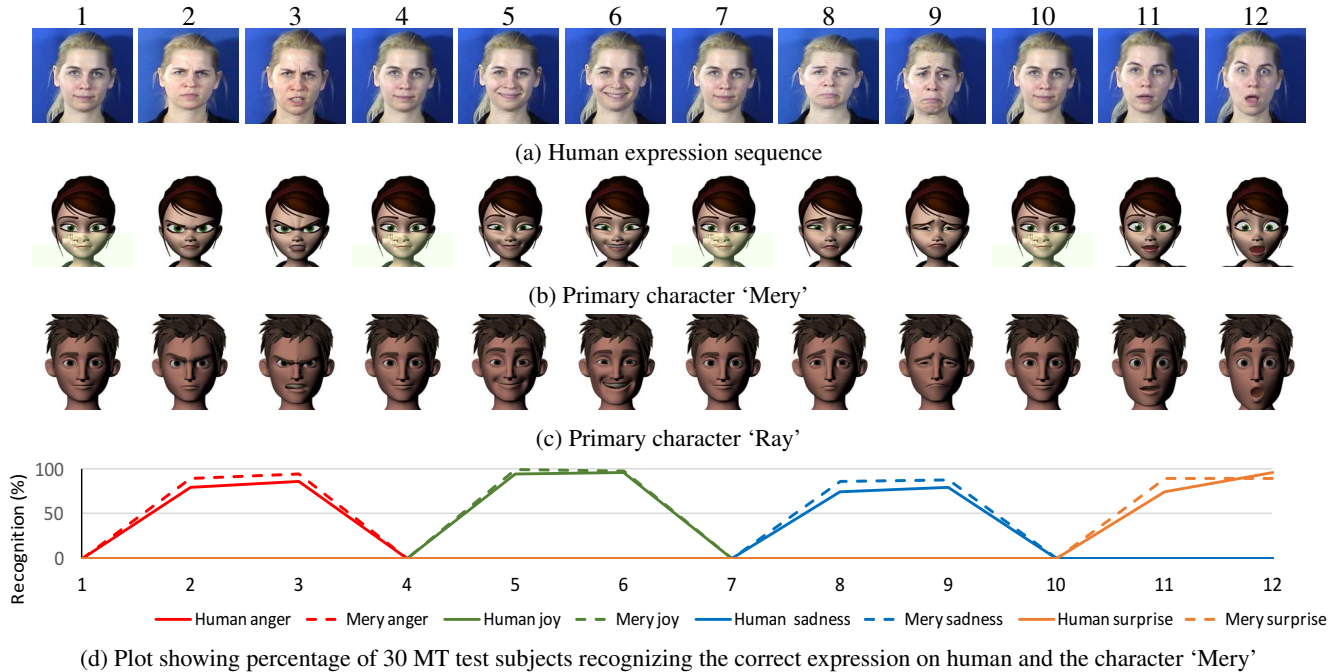 1 2 3 4 5 6 7 8 9 10 11 12
(a) Human expression sequence
(b) Primary character ‘Mery’
(c) Primary character ‘Ray’
Recognition (%)
100
50
0
1 2 3 4 5 6 7 8 9 10 11 12
Human anger Mery anger Human joy Mery joy Human sadness Mery sadness Human surprise Mery surprise
(d) Plot showing percentage of 30 MT test subjects recognizing the correct expression on human and the character ‘Mery’